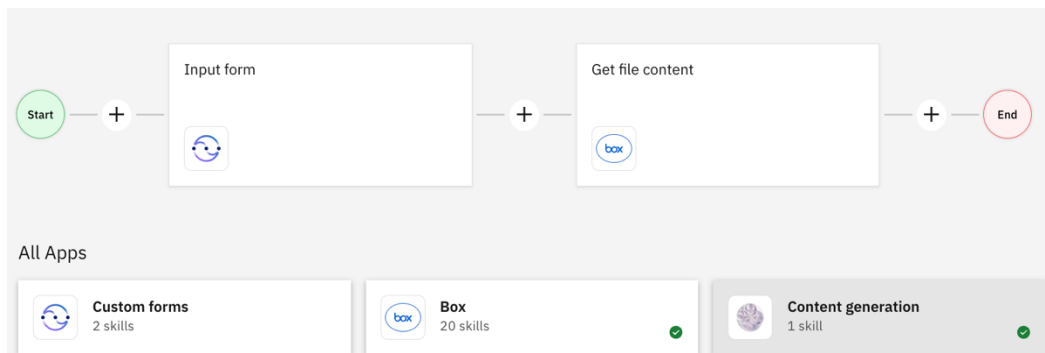 Input form
Get file content
Start
+
+
+
End
box
All Apps
Custom forms
2 skills
box
Box
20 skills
Content generation
1 skill